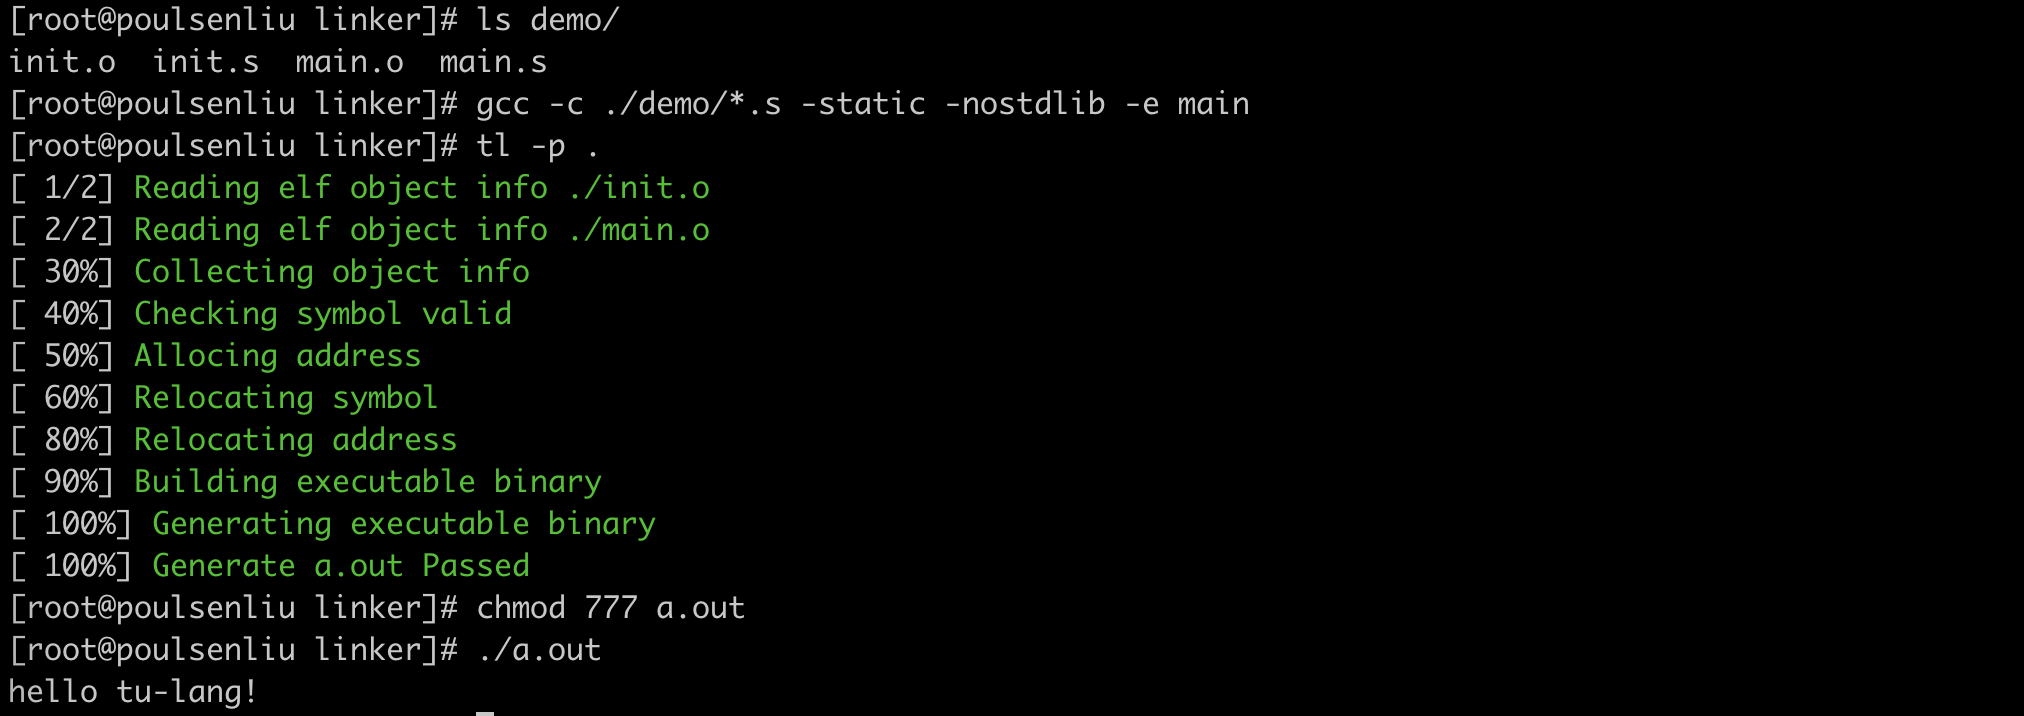 [root@poulsenliu linker]# ls demo/
init.o  init.s  main.o  main.s
[root@poulsenliu linker]# gcc -c ./demo/*.s -static -nostdlib -e main
[root@poulsenliu linker]# tl -p .
[ 1/2] Reading elf object info ./init.o
[ 2/2] Reading elf object info ./main.o
[ 30%] Collecting object info
[ 40%] Checking symbol valid
[ 50%] Allocing address
[ 60%] Relocating symbol
[ 80%] Relocating address
[ 90%] Building executable binary
[ 100%] Generating executable binary
[ 100%] Generate a.out Passed
[root@poulsenliu linker]# chmod 777 a.out
[root@poulsenliu linker]# ./a.out
hello tu-lang!